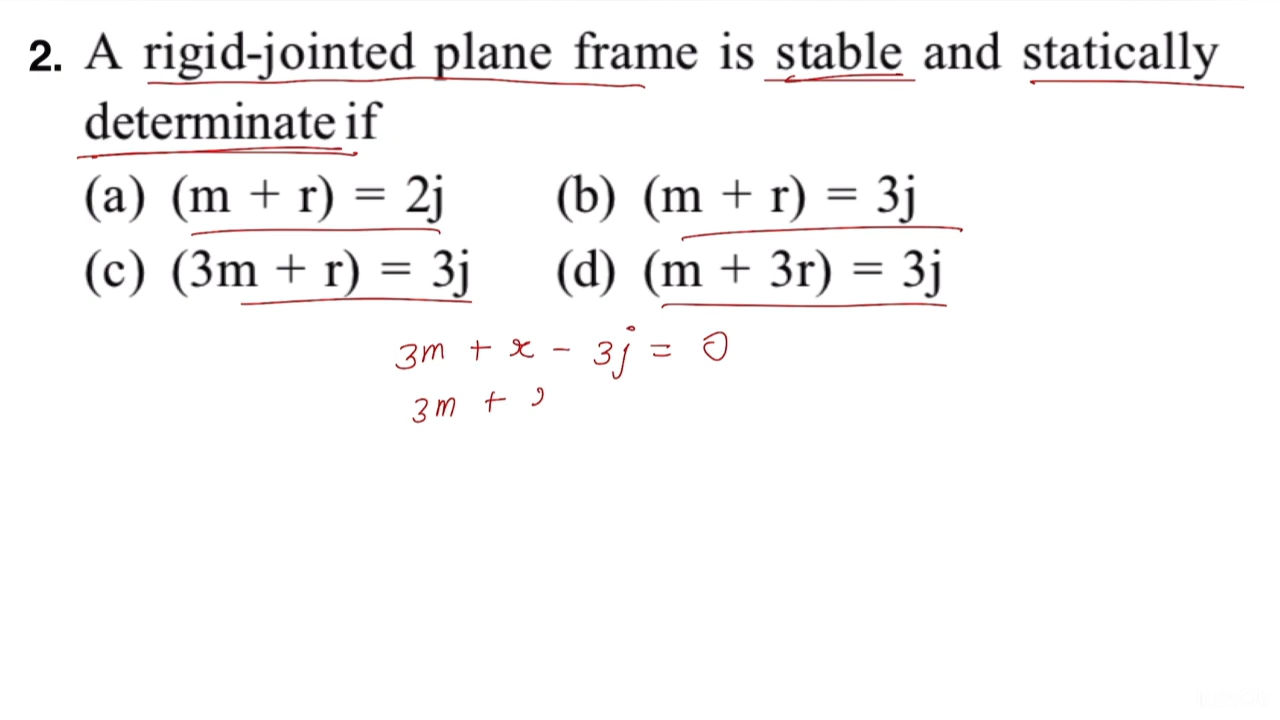 2. A rigid-jointed plane frame is stable and statically
determinate if
(a) (m + r) = 2j (b) (m + r) = 3j
(c) (3m + r) = 3j (d) (m + 3r) = 3j
3m + r - 3j = 0
3m +